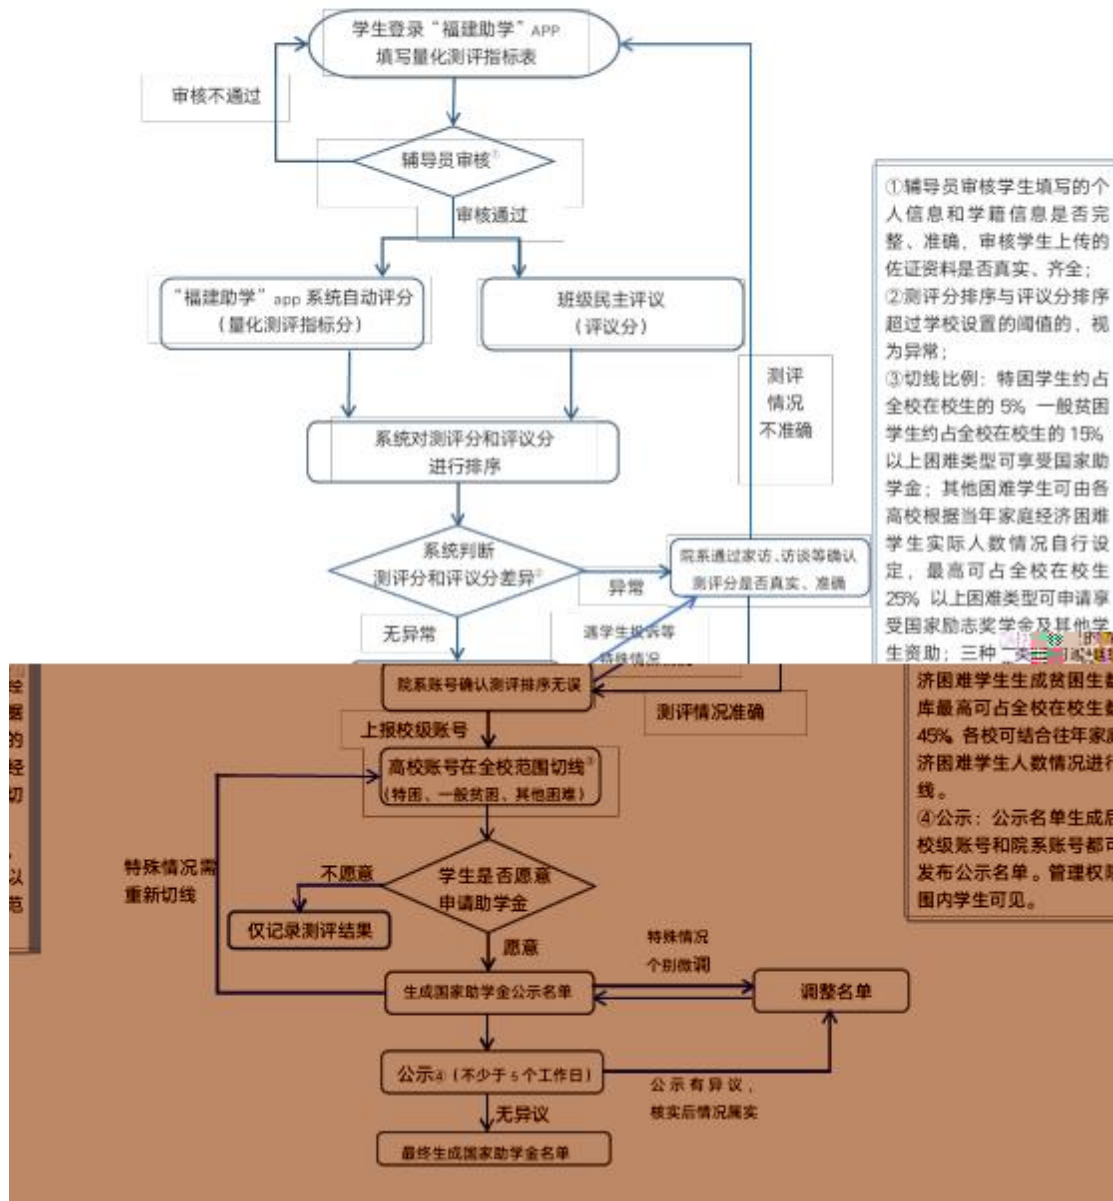 学生登录“福建助学”APP
填写量化测评指标表
审核不通过
辅导员审核①
审核通过
“福建助学”app 系统自动评分
（量化测评指标分）
班级民主评议
（评议分）
测评
情况
不准确
系统对测评分和评议分
进行排序
系统判断
测评分和评议分差异②
异常
院系通过家访、访谈等确认
测评分是否真实、准确
无异常
遇学生投诉等
特殊情况
院系账号确认测评排序无误
测评情况准确
上报校级账号
高校账号在全校范围切线③
（特困、一般贫困、其他困难）
特殊情况需
重新切线
不愿意
学生是否愿意
申请助学金
仅记录测评结果
愿意
特殊情况
个别微调
生成国家助学金公示名单
调整名单
公示④（不少于 5 个工作日）
公示有异议，
核实后情况属实
无异议
最终生成国家助学金名单
①辅导员审核学生填写的个
人信息和学籍信息是否完
整、准确，审核学生上传的
佐证资料是否真实、齐全；
②测评分排序与评议分排序
超过学校设置的阈值的，视
为异常；
③切线比例：特困学生约占
全校在校生的 5% 一般贫困
学生约占全校在校生的 15%
以上困难类型可享受国家助
学金；其他困难学生可由各
高校根据当年家庭经济困难
学生实际人数情况自行设
定，最高可占全校在校生
25% 以上困难类型可申请享
受国家励志奖学金及其他学
生资助；三种
济困难学生生成贫困生
库最高可占全校在校生
45% 各校可结合往年家
济困难学生人数情况进行
线。
④公示：公示名单生成后
校级账号和院系账号都可
发布公示名单。管理权限
围内学生可见。
据
的
经
切
以
范